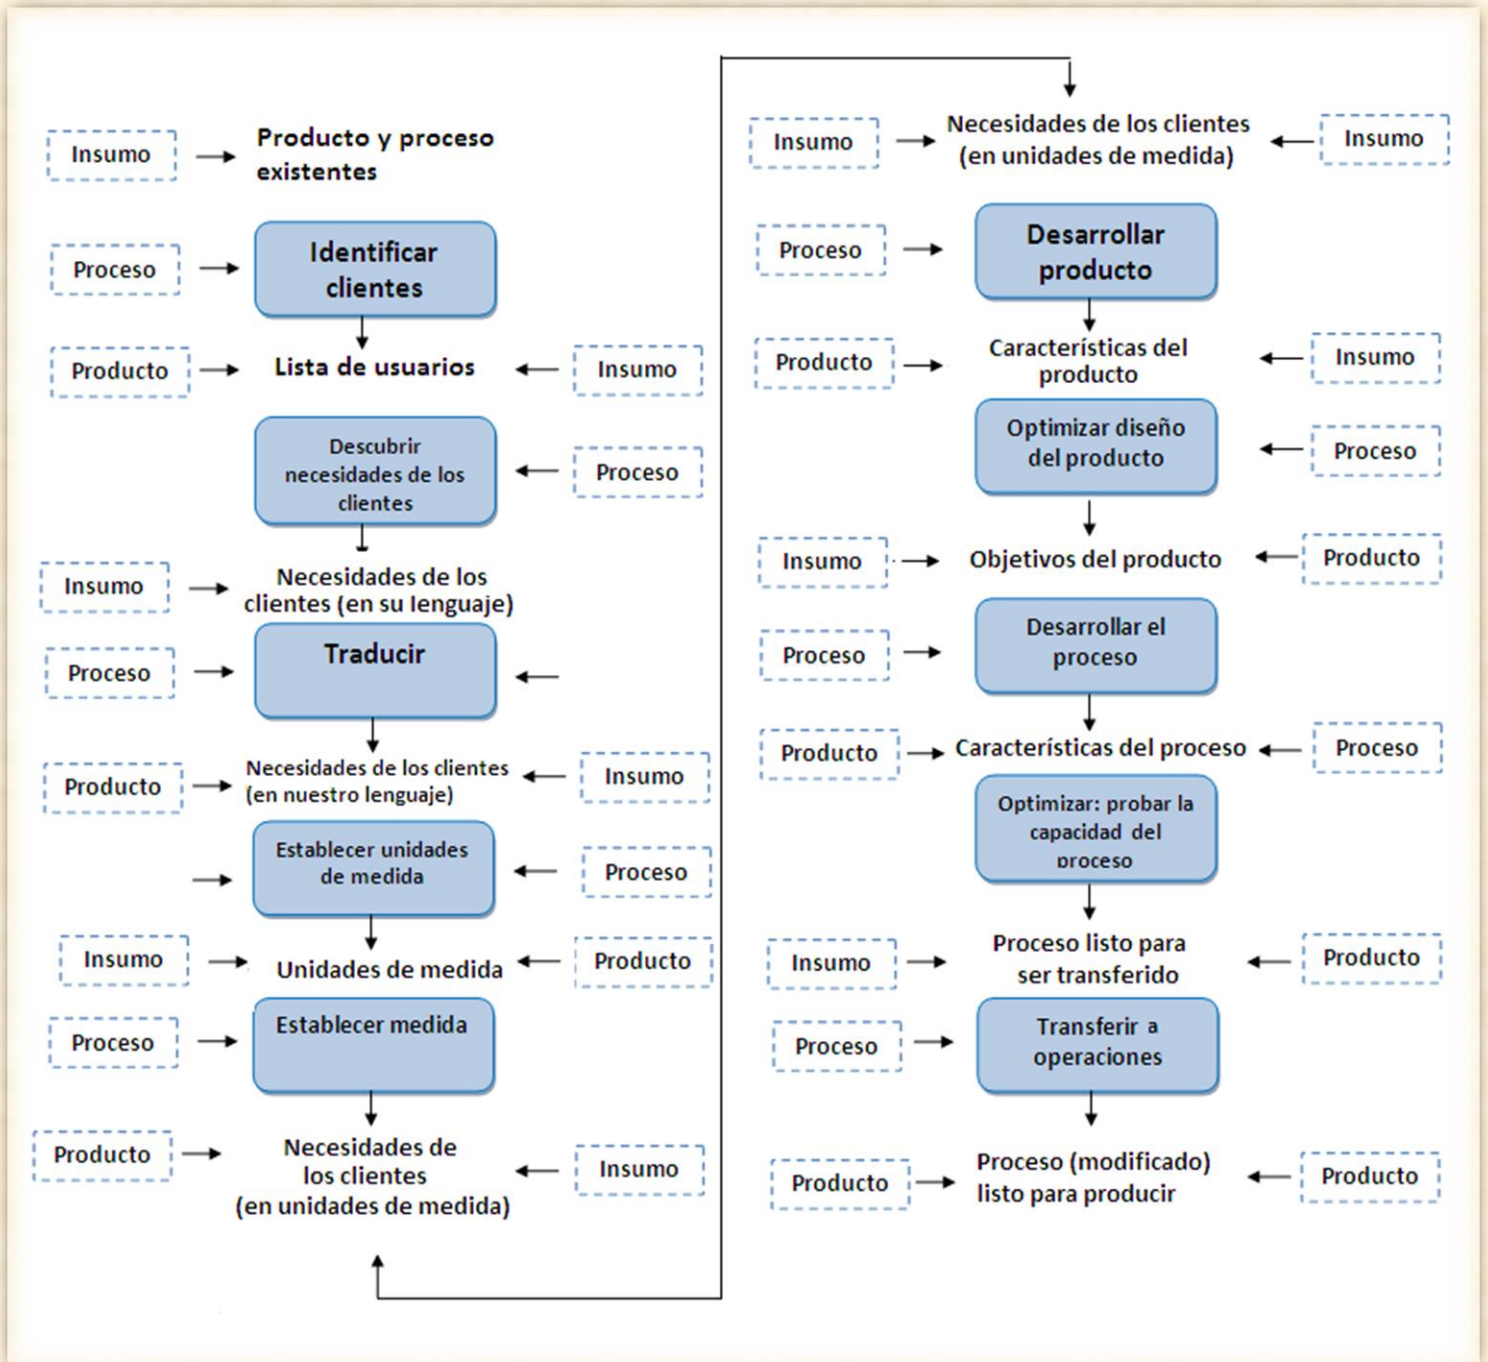 Insumo
Producto y proceso
existentes
Proceso
Identificar
clientes
Producto
Lista de usuarios
Insumo
Descubrir
necesidades de los
clientes
Proceso
Insumo
Necesidades de los
clientes (en su lenguaje)
Proceso
Traducir
Producto
Necesidades de los clientes
(en nuestro lenguaje)
Insumo
Establecer unidades
de medida
Proceso
Insumo
Unidades de medida
Producto
Proceso
Establecer medida
Producto
Necesidades de
los clientes
(en unidades de medida)
Insumo
Insumo
Necesidades de los clientes
(en unidades de medida)
Insumo
Proceso
Desarrollar
producto
Producto
Características del
producto
Insumo
Optimizar diseño
del producto
Proceso
Insumo
Objetivos del producto
Producto
Proceso
Desarrollar el
proceso
Producto
Características del proceso
Proceso
Optimizar: probar la
capacidad del
proceso
Insumo
Proceso listo para
ser transferido
Producto
Proceso
Transferir a
operaciones
Producto
Proceso (modificado)
listo para producir
Producto